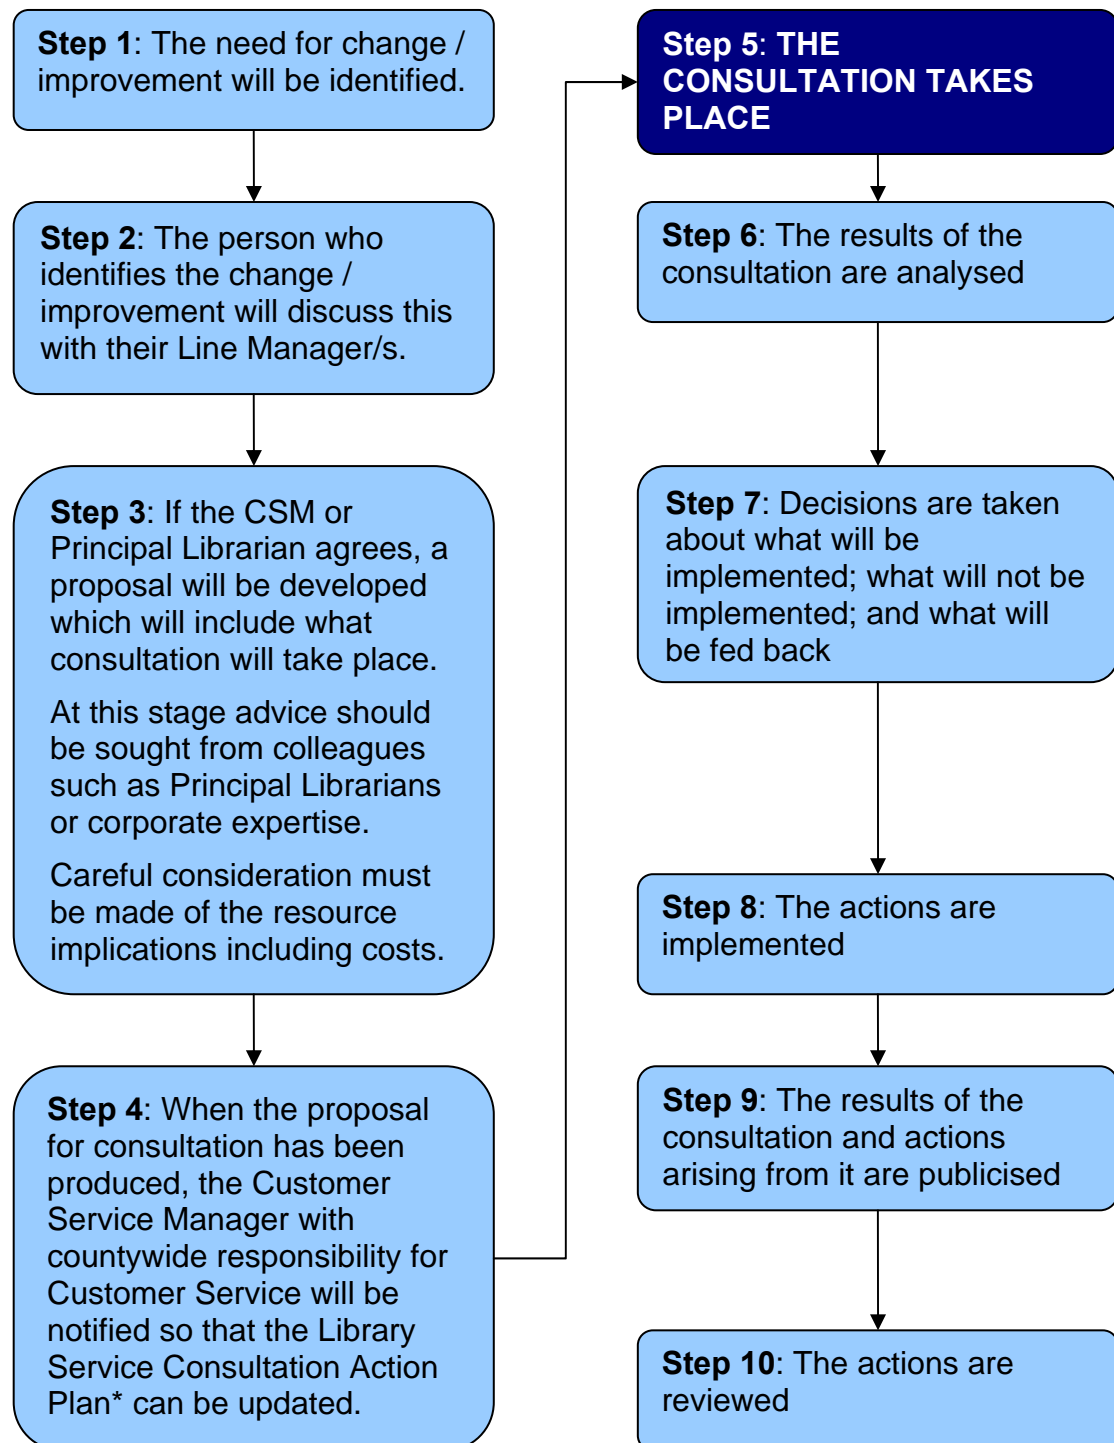 Step 1: The need for change /
improvement will be identified.
Step 2: The person who
identifies the change /
improvement will discuss this
with their Line Manager/s.
Step 3: If the CSM or
Principal Librarian agrees, a
proposal will be developed
which will include what
consultation will take place.
At this stage advice should
be sought from colleagues
such as Principal Librarians
or corporate expertise.
Careful consideration must
be made of the resource
implications including costs.
Step 4: When the proposal
for consultation has been
produced, the Customer
Service Manager with
countywide responsibility for
Customer Service will be
notified so that the Library
Service Consultation Action
Plan* can be updated.
Step 5: THE
CONSULTATION TAKES
PLACE
Step 6: The results of the
consultation are analysed
Step 7: Decisions are taken
about what will be
implemented; what will not be
implemented; and what will
be fed back
Step 8: The actions are
implemented
Step 9: The results of the
consultation and actions
arising from it are publicised
Step 10: The actions are
reviewed